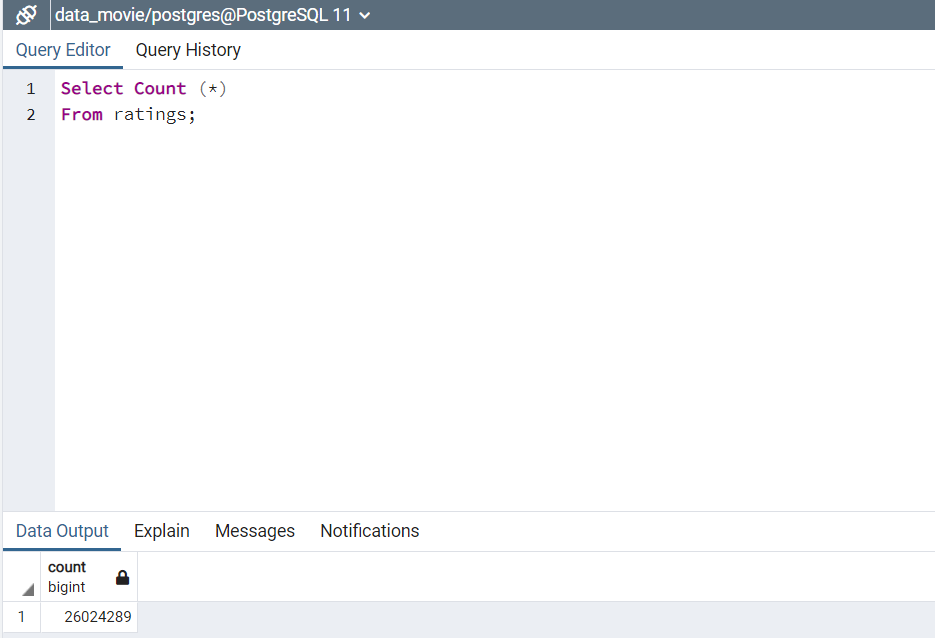 data_movie/postgres@PostgreSQL 11
Query Editor Query History
1 Select Count (*)
2 From ratings;
Data Output Explain Messages Notifications
count
bigint
1 26024289